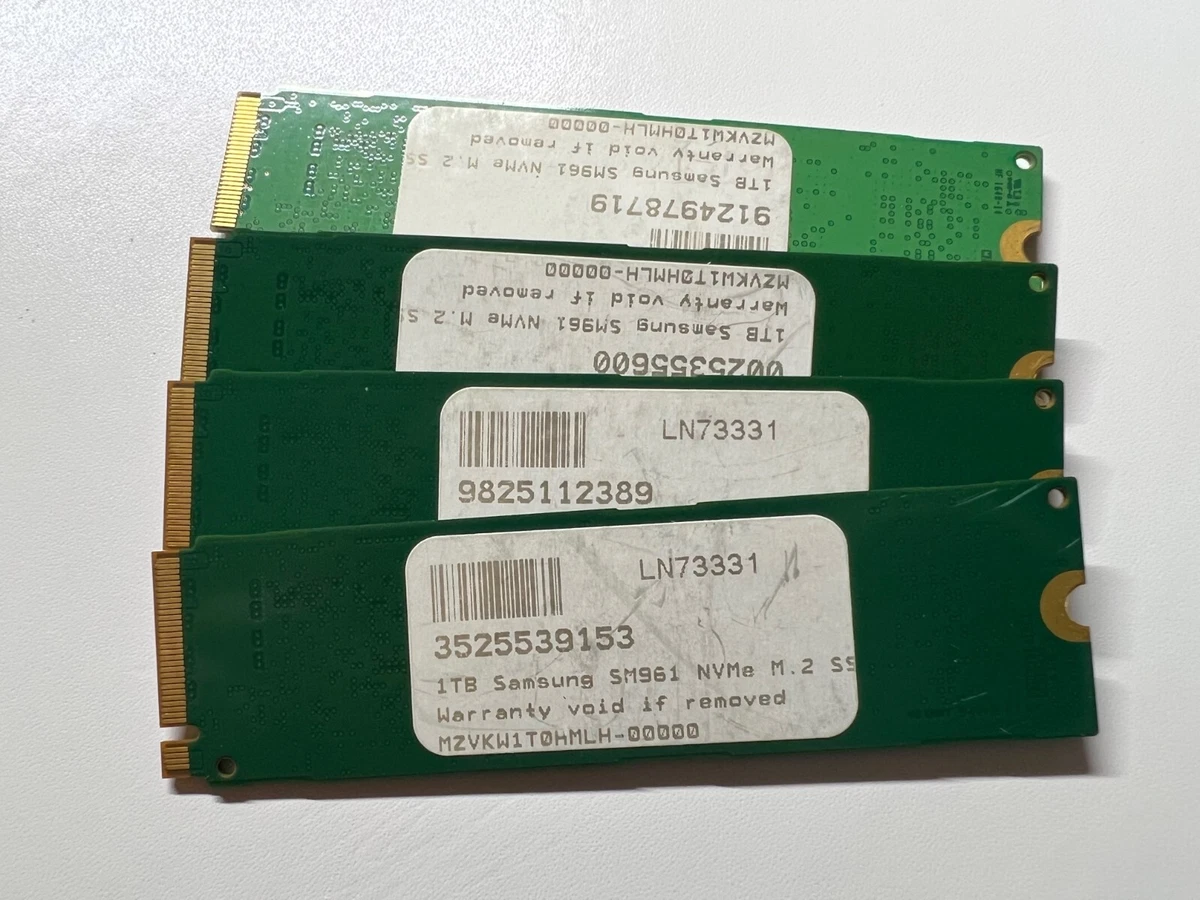 MZVKW1T0HMLH-00000
Warranty void if removed
1TB Samsung SM961 NVMe M.2 SS
9124978719
MZVKW1T0HMLH-00000
Warranty void if removed
1TB Samsung SM961 NVMe M.2 S
0025355600
LN73331
9825112389
LN73331
3525539153
1TB Samsung SM961 NVMe M.2 SS
Warranty void if removed
MZVKW1T0HMLH-00000